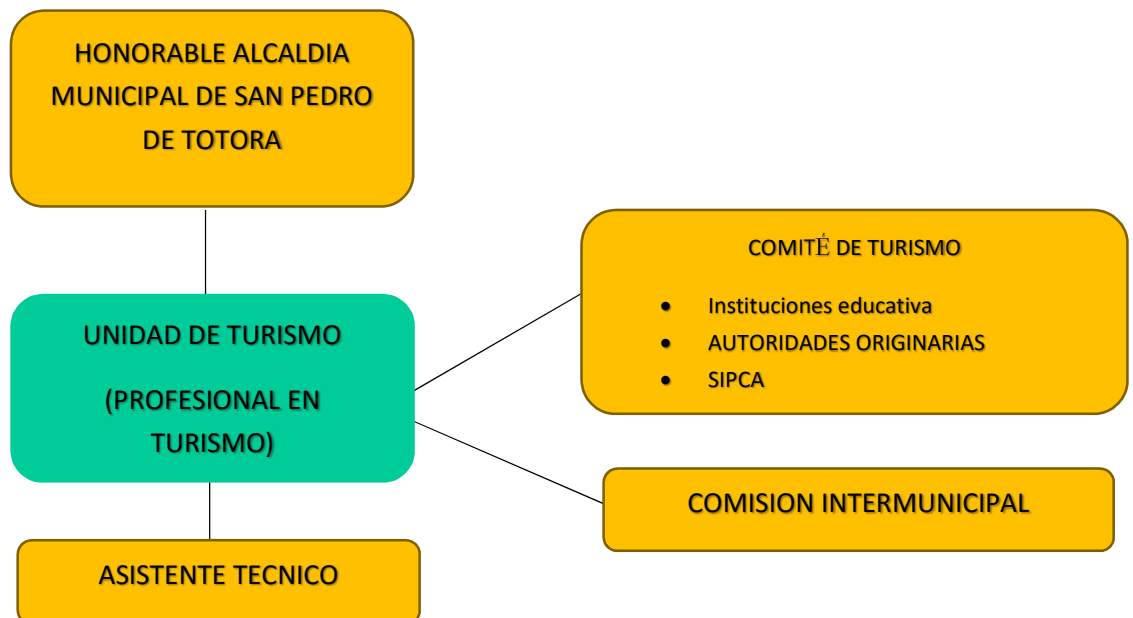 HONORABLE ALCALDIA
MUNICIPAL DE SAN PEDRO
DE TOTORA
UNIDAD DE TURISMO
(PROFESIONAL EN
TURISMO)
ASISTENTE TECNICO
COMITÉ DE TURISMO
• Instituciones educativa
• AUTORIDADES ORIGINARIAS
• SIPCA
COMISION INTERMUNICIPAL